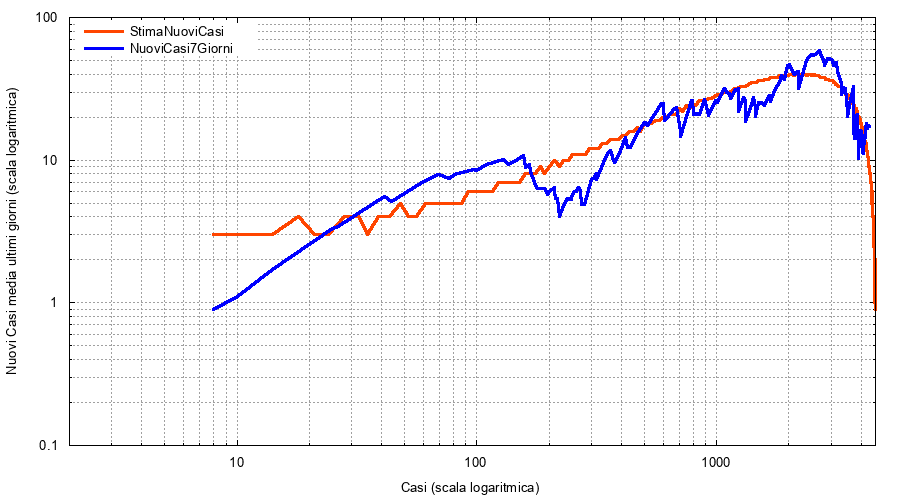 StimaNuoviCasi
NuoviCasi7Giorni
100
10
1
0.1
10
100
1000
Nuovi Casi media ultimi giorni (scala logaritmica)
Casi (scala logaritmica)